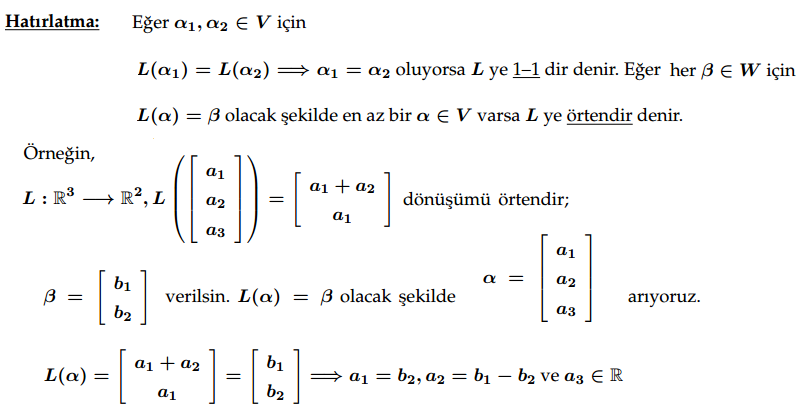 Hatırlatma: Eğer α₁, α₂ ∈ V için
L(α₁) = L(α₂) ⟹ α₁ = α₂ oluyorsa L ye 1–1 dir denir. Eğer her β ∈ W için
L(α) = β olacak şekilde en az bir α ∈ V varsa L ye örtendir denir.
Örneğin,
L : ℝ³ ⟶ ℝ², L ( [ a₁ a₂ a₃ ] ) = [ a₁ + a₂ a₁ ] dönüşümü örtendir;
β = [ b₁ b₂ ] verilsin. L(α) = β olacak şekilde α = [ a₁ a₂ a₃ ] arıyoruz.
L(α) = [ a₁ + a₂ a₁ ] = [ b₁ b₂ ] ⟹ a₁ = b₂, a₂ = b₁ − b₂ ve a₃ ∈ ℝ